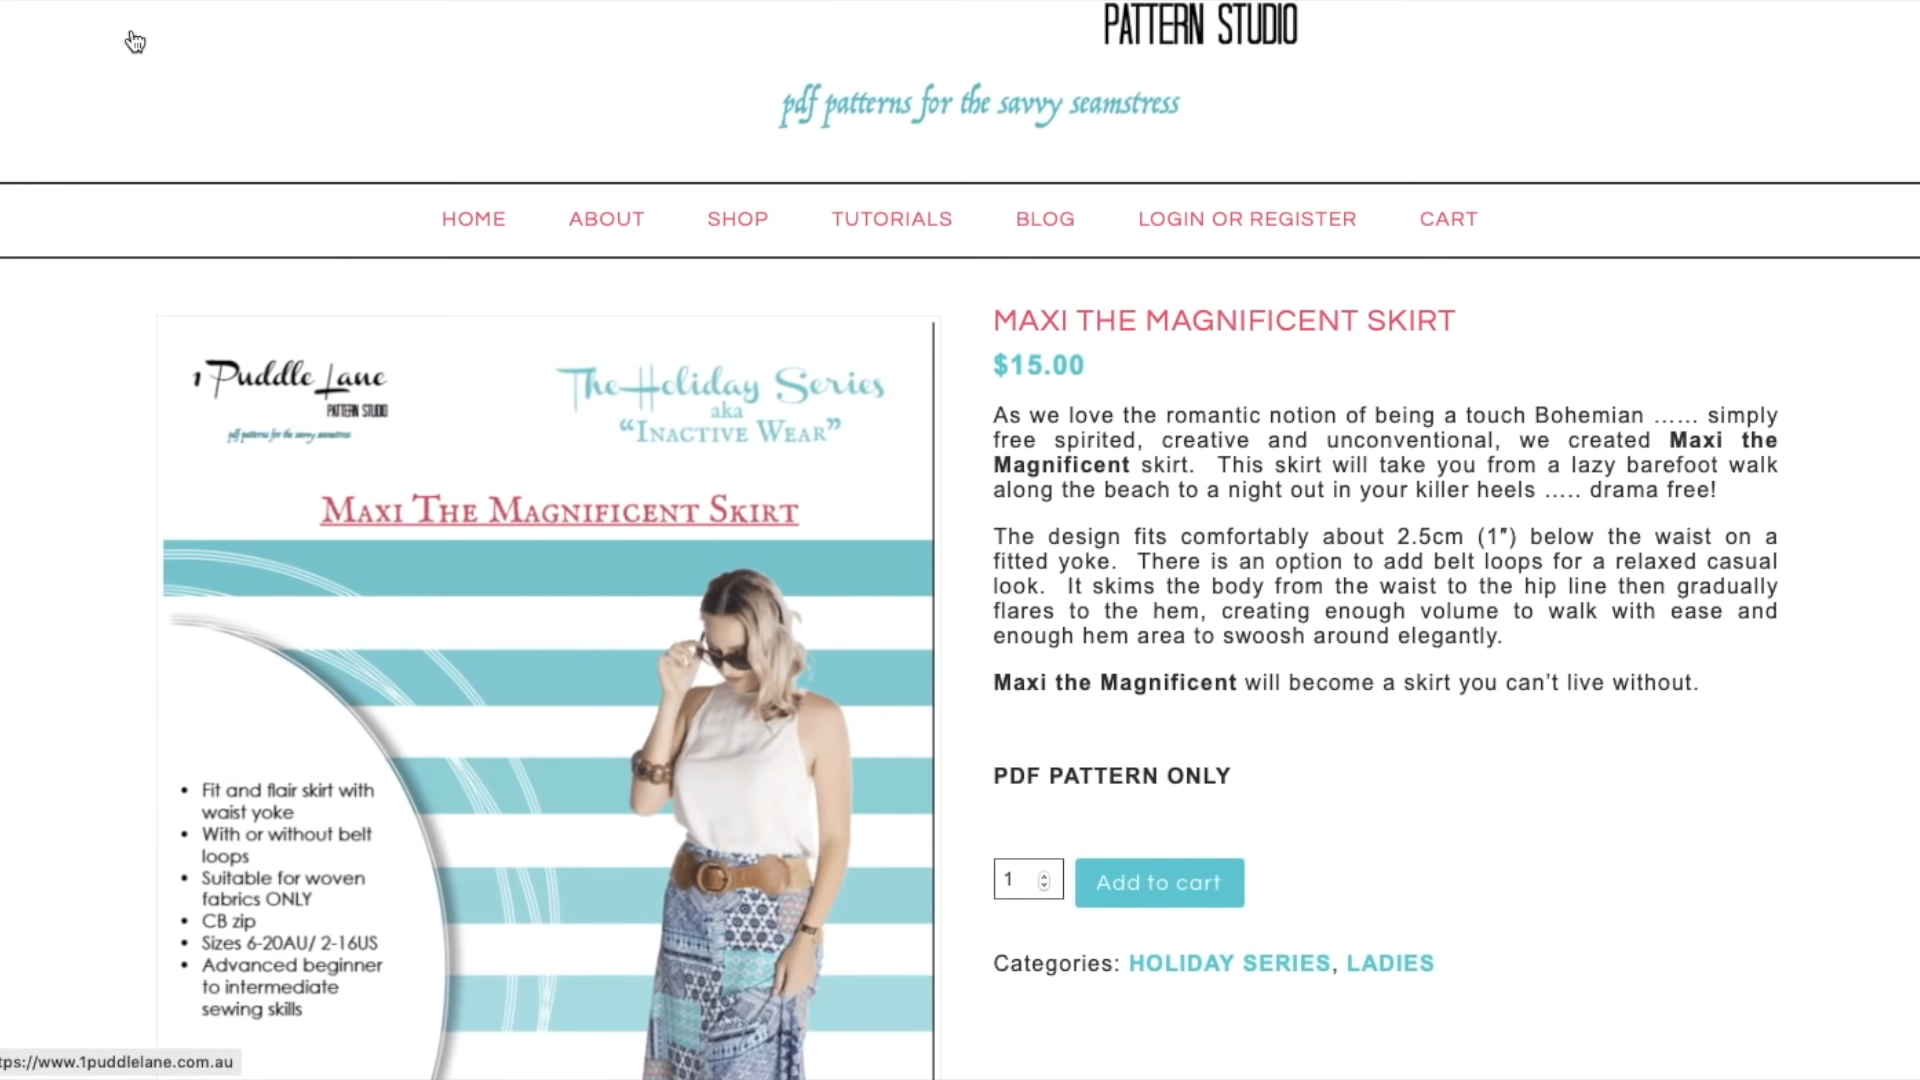 PATTERN STUDIO
pdf patterns for the savvy seamstress
HOME ABOUT SHOP TUTORIALS BLOG LOGIN OR REGISTER CART
1 Puddle Lane
PATTERN STUDIO
pdf patterns for the savvy seamstress
The Holiday Series
aka
“INACTIVE WEAR”
MAXI THE MAGNIFICENT SKIRT
• Fit and flair skirt with
waist yoke
• With or without belt
loops
• Suitable for woven
fabrics ONLY
• CB zip
• Sizes 6-20AU/ 2-16US
• Advanced beginner
to intermediate
sewing skills
MAXI THE MAGNIFICENT SKIRT
$15.00
As we love the romantic notion of being a touch Bohemian …… simply
free spirited, creative and unconventional, we created Maxi the
Magnificent skirt. This skirt will take you from a lazy barefoot walk
along the beach to a night out in your killer heels ….. drama free!
The design fits comfortably about 2.5cm (1″) below the waist on a
fitted yoke. There is an option to add belt loops for a relaxed casual
look. It skims the body from the waist to the hip line then gradually
flares to the hem, creating enough volume to walk with ease and
enough hem area to swoosh around elegantly.
Maxi the Magnificent will become a skirt you can’t live without.
PDF PATTERN ONLY
1 Add to cart
Categories: HOLIDAY SERIES, LADIES
tps://www.1puddlelane.com.au